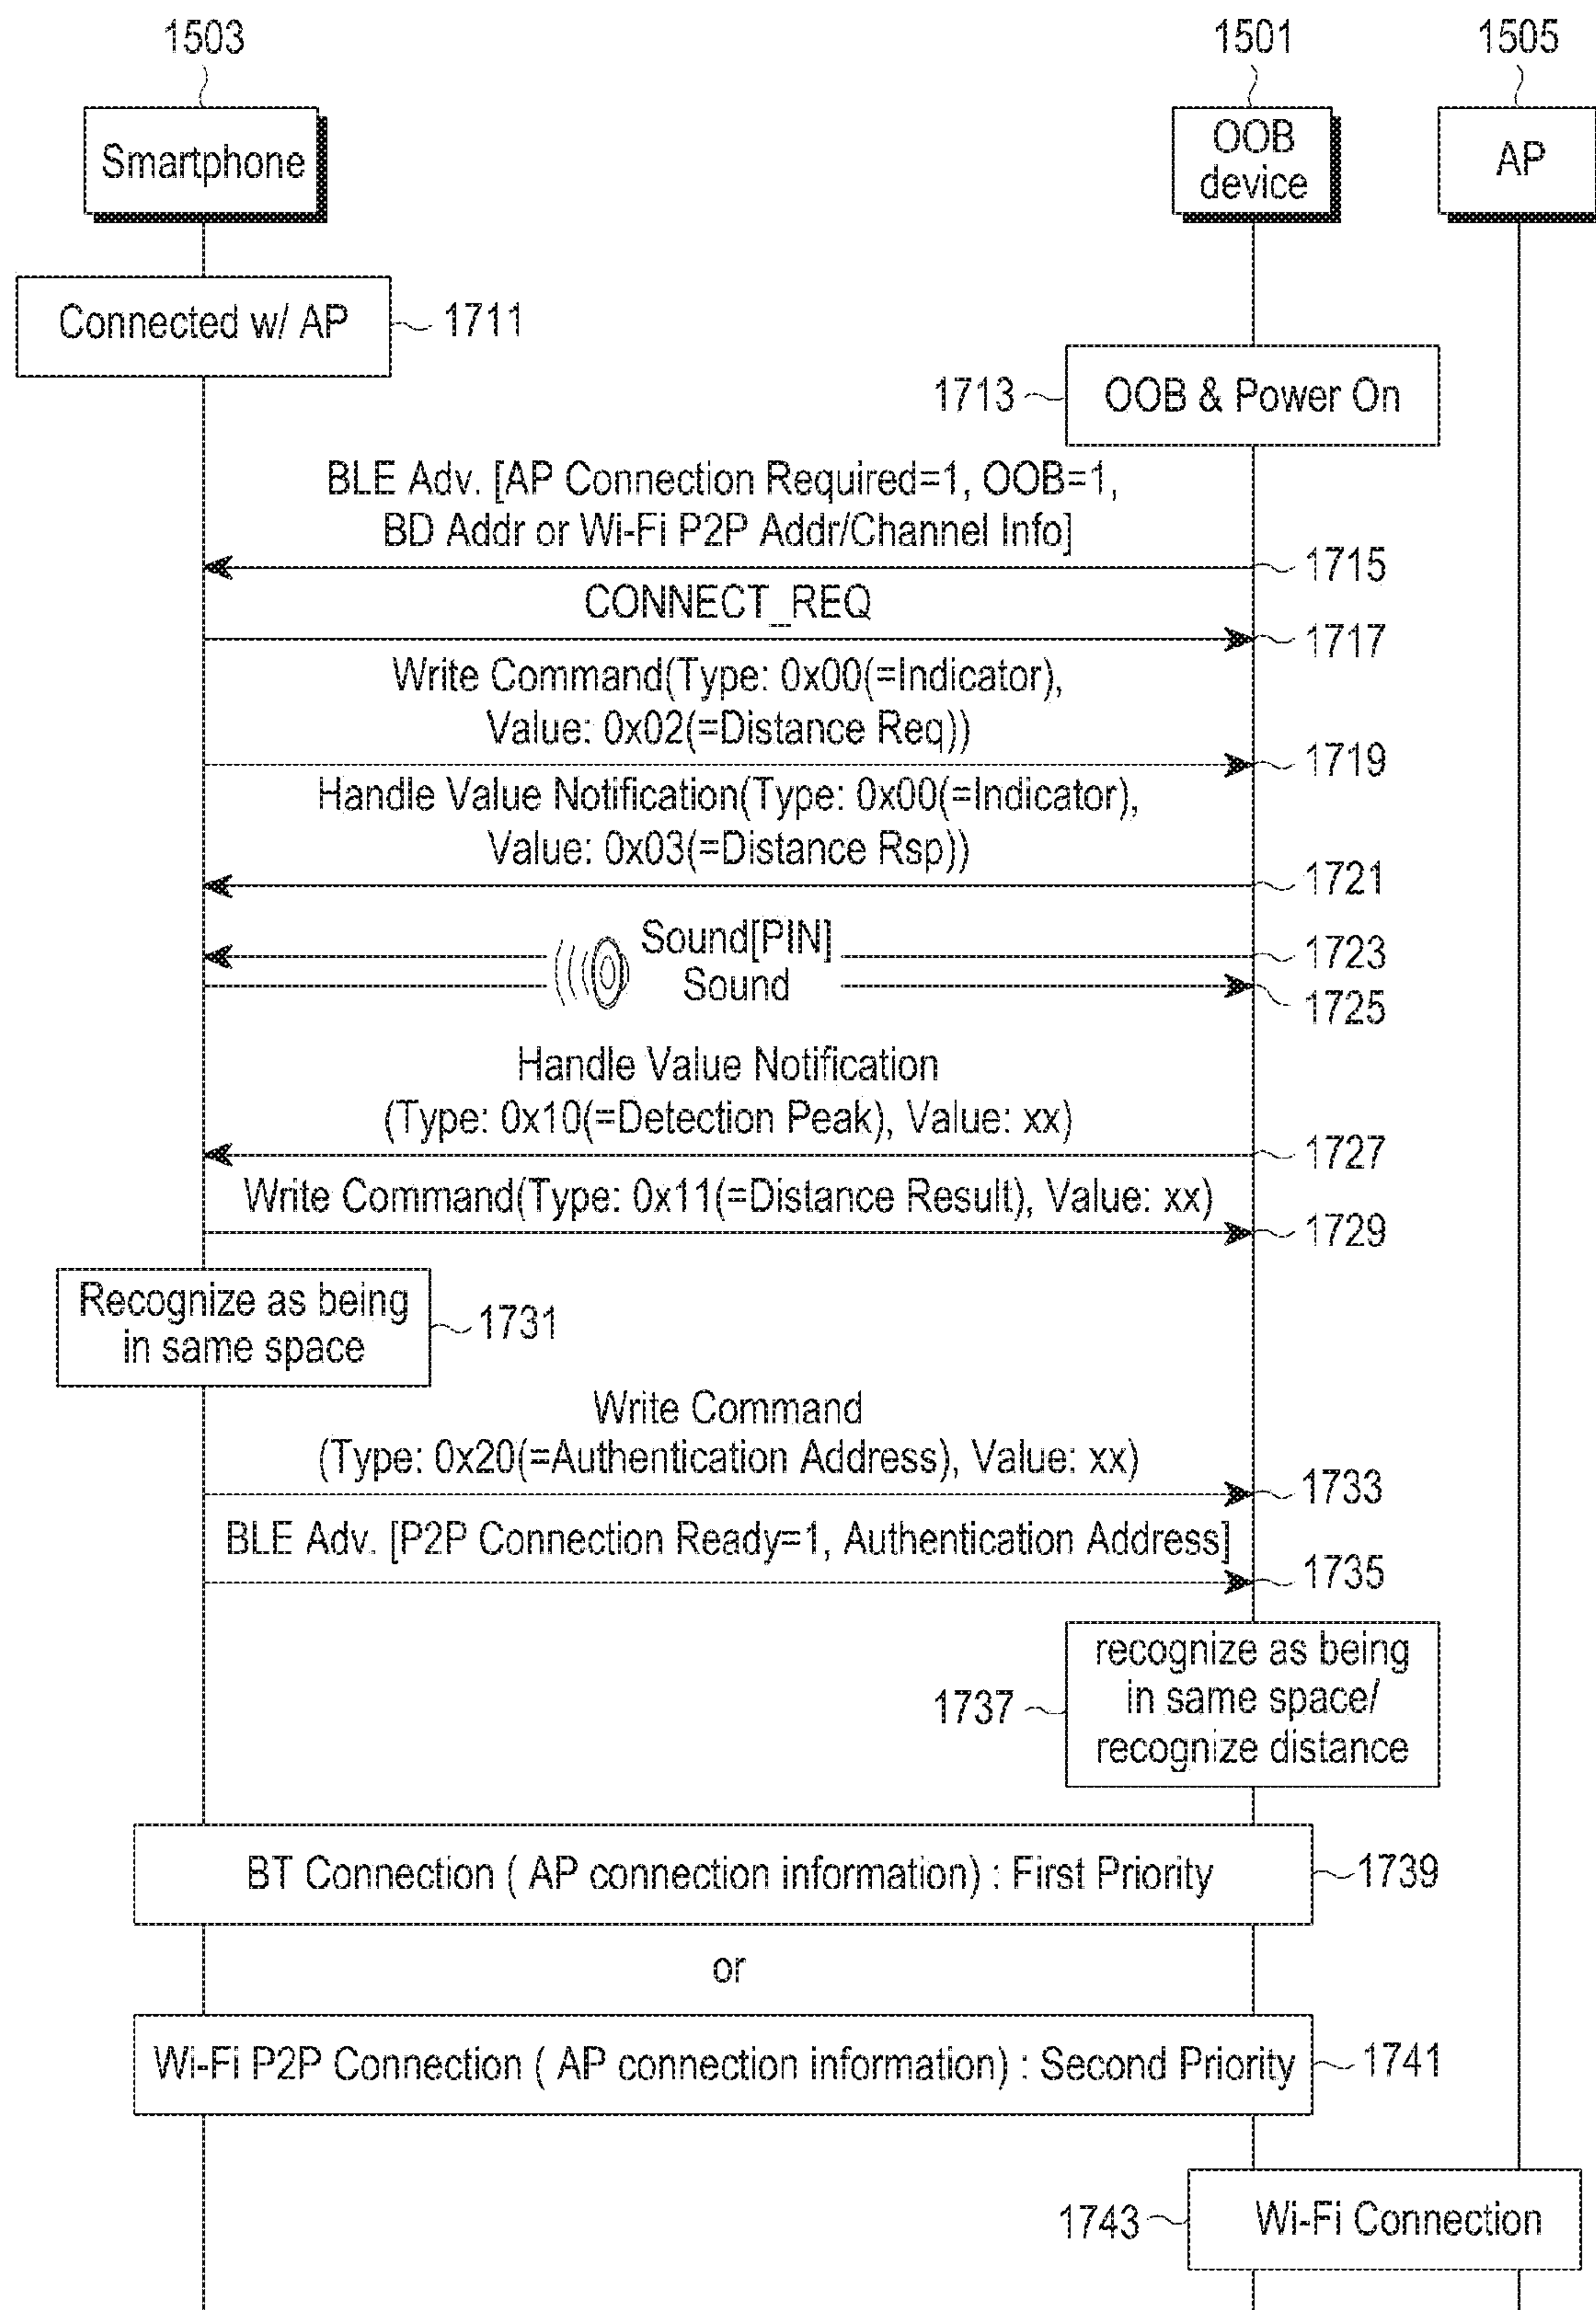 1503
1501
1505
Smartphone
OOB
device
AP
Connected w/ AP
1711
1713
OOB & Power On
BLE Adv. [AP Connection Required=1, OOB=1,
BD Addr or Wi-Fi P2P Addr/Channel Info]
1715
CONNECT_REQ
1717
Write Command(Type: 0x00(=Indicator),
Value: 0x02(=Distance Req))
1719
Handle Value Notification(Type: 0x00(=Indicator),
Value: 0x03(=Distance Rsp))
1721
Sound[PIN]
1723
Sound
1725
Handle Value Notification
(Type: 0x10(=Detection Peak), Value: xx)
1727
Write Command(Type: 0x11(=Distance Result), Value: xx)
1729
Recognize as being
in same space
1731
Write Command
(Type: 0x20(=Authentication Address), Value: xx)
1733
BLE Adv. [P2P Connection Ready=1, Authentication Address]
1735
recognize as being
in same space/
recognize distance
1737
BT Connection ( AP connection information) : First Priority
1739
or
Wi-Fi P2P Connection ( AP connection information) : Second Priority
1741
1743
Wi-Fi Connection